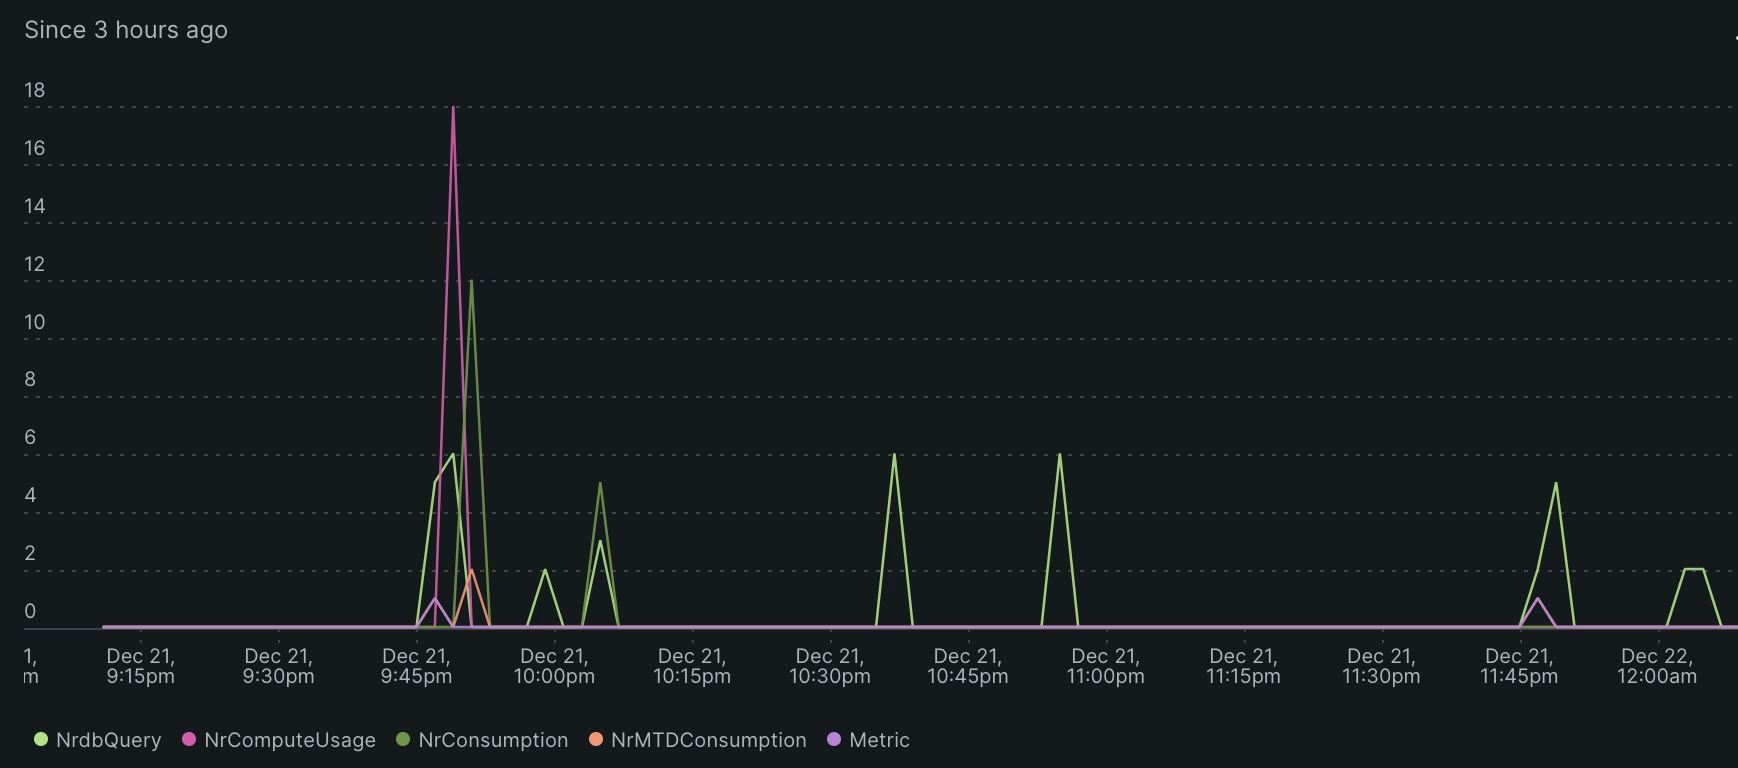 Since 3 hours ago
18
16
14
12
10
8
6
4
2
0
1, Dec 21, Dec 21, Dec 21, Dec 21, Dec 21, Dec 21, Dec 21, Dec 21, Dec 21, Dec 21, Dec 21, Dec 22,
m 9:15pm 9:30pm 9:45pm 10:00pm 10:15pm 10:30pm 10:45pm 11:00pm 11:15pm 11:30pm 11:45pm 12:00am
NrdbQuery NrComputeUsage NrConsumption NrMTDConsumption Metric